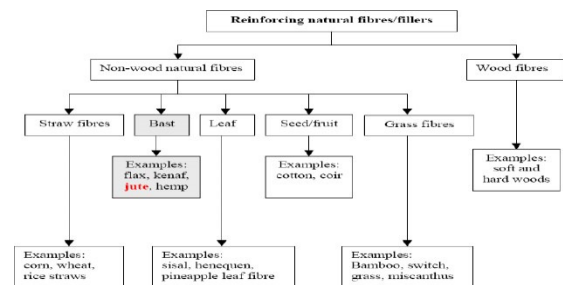 Reinforcing natural fibres/fillers
Non-wood natural fibres
Wood fibres
Straw fibres
Bast
Leaf
Seed/fruit
Grass fibres
Examples:
flax, kenaf,
jute, hemp
Examples:
cotton, coir
Examples:
soft and
hard woods
Examples:
corn, wheat,
rice straws
Examples:
sisal, henequen,
pineapple leaf fibre
Examples:
Bamboo, switch,
grass, miscanthus